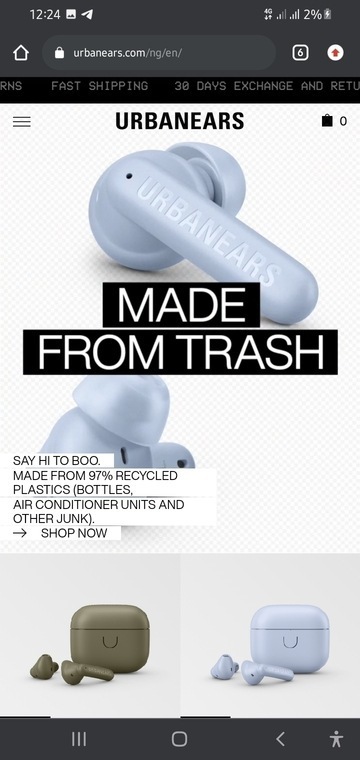 12:24
4G
2%
urbanears.com/ng/en/
6
RNS FAST SHIPPING 30 DAYS EXCHANGE AND RETU
URBANEARS
0
URBANEARS
MADE
FROM TRASH
SAY HI TO BOO.
MADE FROM 97% RECYCLED
PLASTICS (BOTTLES,
AIR CONDITIONER UNITS AND
OTHER JUNK).
→ SHOP NOW